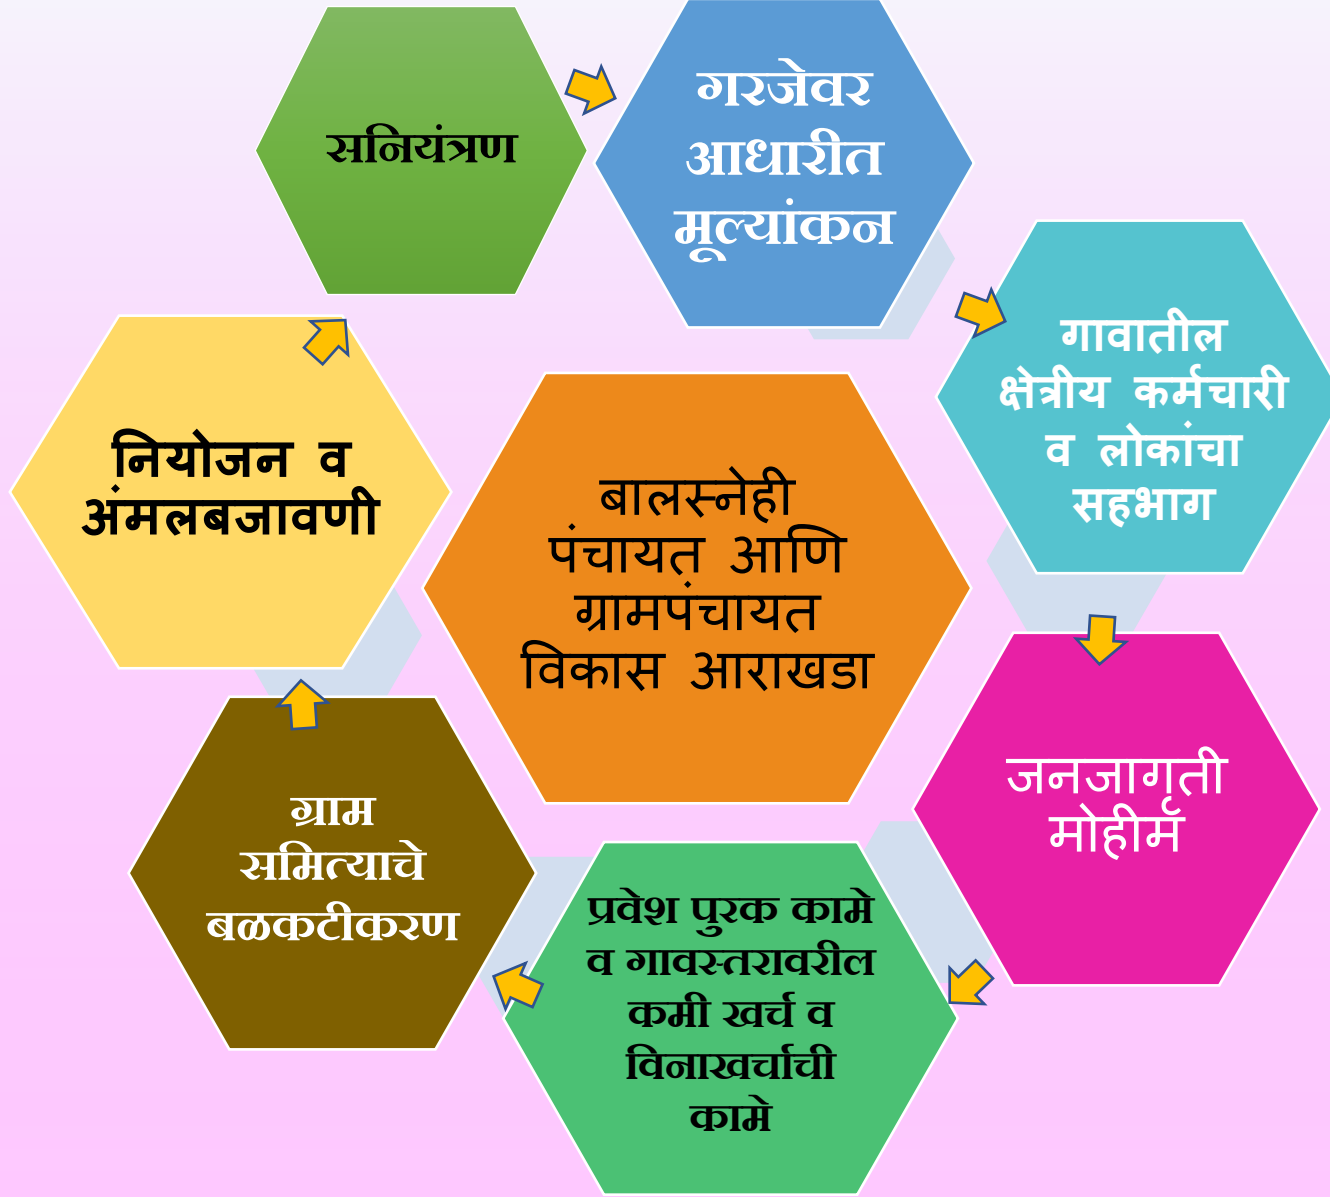 सनियंत्रण
गरजेवर
आधारीत
मूल्यांकन
गावातील
क्षेत्रीय कर्मचारी
व लोकांचा
सहभाग
जनजागृती
मोहीमॅ
प्रवेश पुरक कामे
व गावस्तरावरील
कमी खर्च व
विनाखर्चाची
कामे
ग्राम
समित्याचे
बळकटीकरण
नियोजन व
अंमलबजावणी
बालस्नेही
पंचायत आणि
ग्रामपंचायत
विकास आराखडा